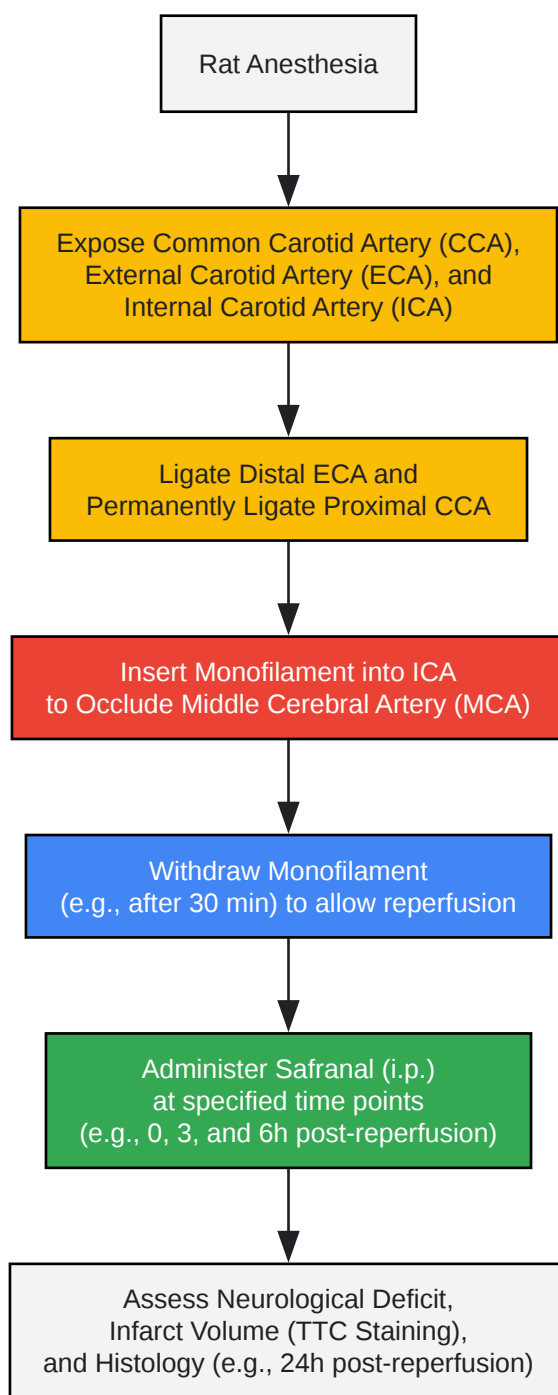 Rat Anesthesia
Expose Common Carotid Artery (CCA),
External Carotid Artery (ECA), and
Internal Carotid Artery (ICA)
Ligate Distal ECA and
Permanently Ligate Proximal CCA
Insert Monofilament into ICA
to Occlude Middle Cerebral Artery (MCA)
Withdraw Monofilament
(e.g., after 30 min) to allow reperfusion
Administer Safranal (i.p.)
at specified time points
(e.g., 0, 3, and 6h post-reperfusion)
Assess Neurological Deficit,
Infarct Volume (TTC Staining),
and Histology (e.g., 24h post-reperfusion)